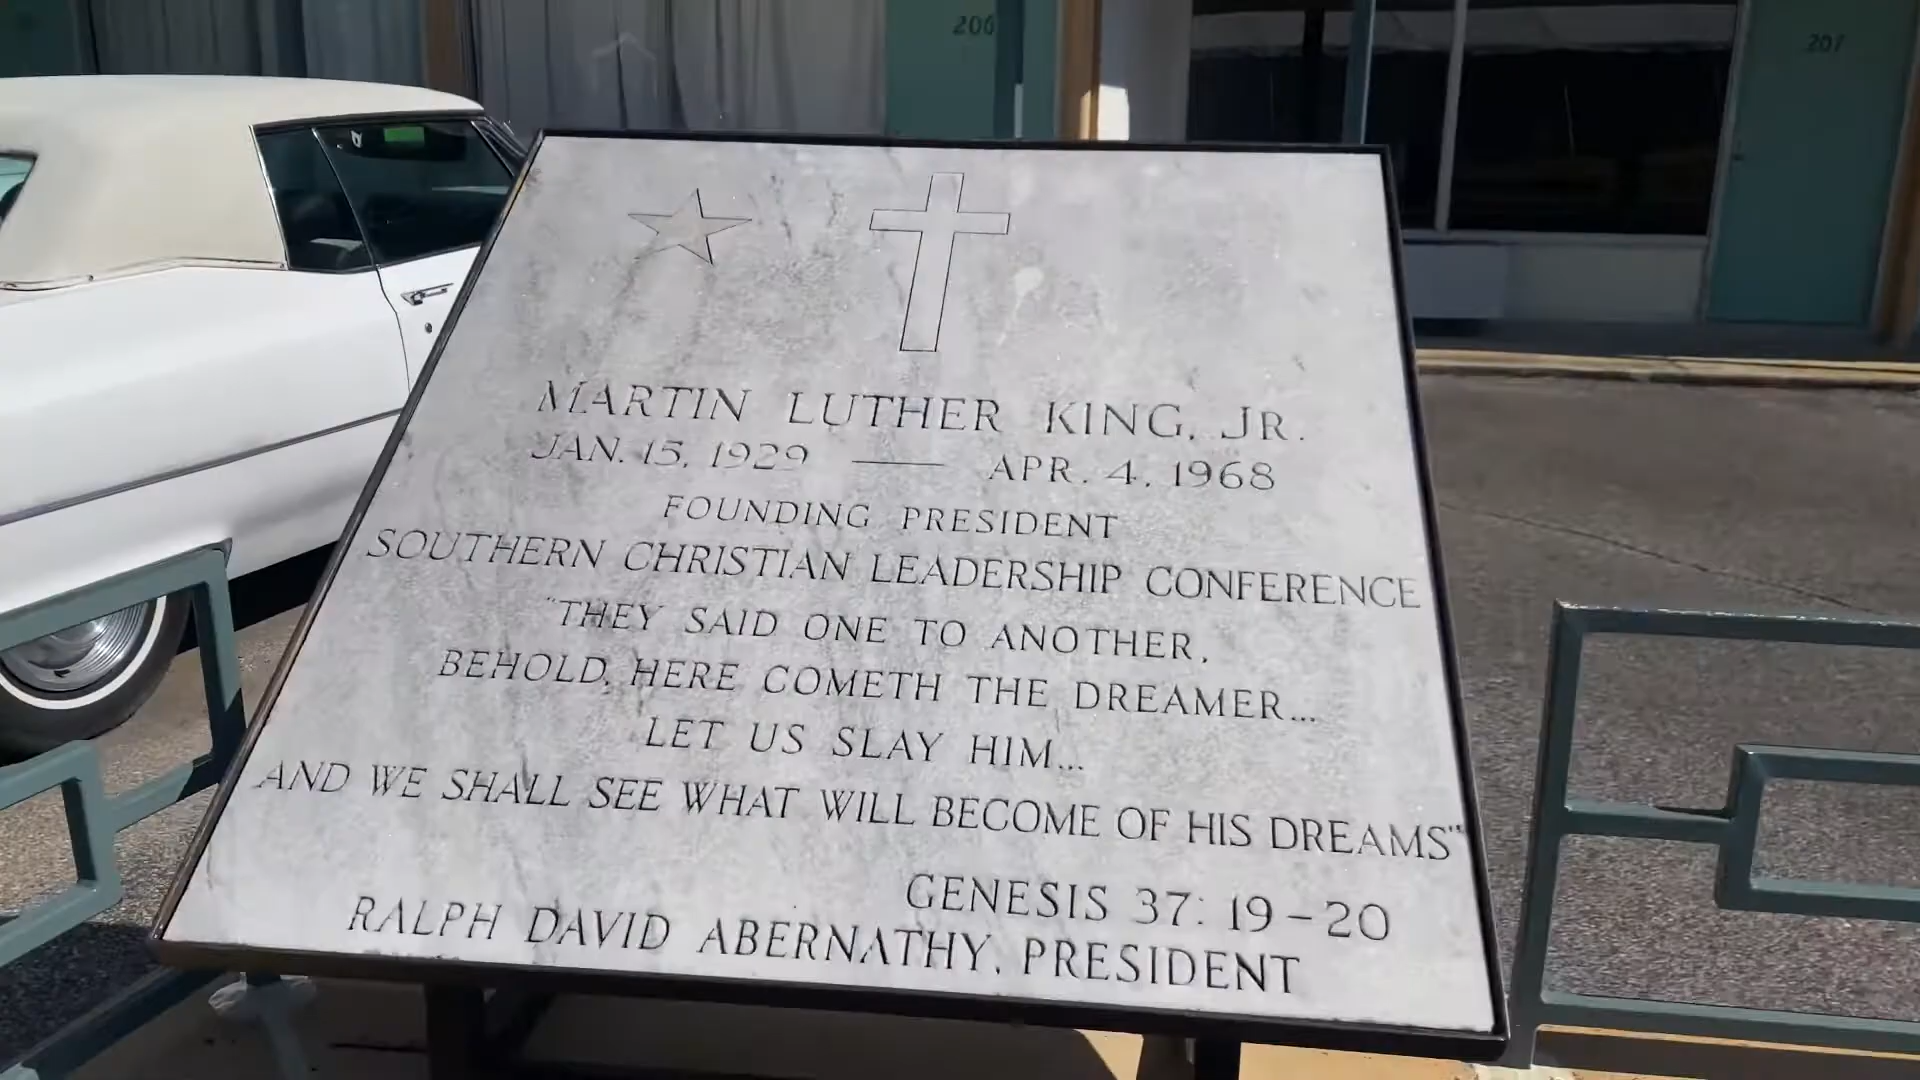 206
207
MARTIN LUTHER KING, JR.
JAN. 15, 1929 — APR. 4, 1968
FOUNDING PRESIDENT
SOUTHERN CHRISTIAN LEADERSHIP CONFERENCE
"THEY SAID ONE TO ANOTHER,
BEHOLD, HERE COMETH THE DREAMER...
LET US SLAY HIM...
AND WE SHALL SEE WHAT WILL BECOME OF HIS DREAMS"
GENESIS 37: 19-20
RALPH DAVID ABERNATHY, PRESIDENT